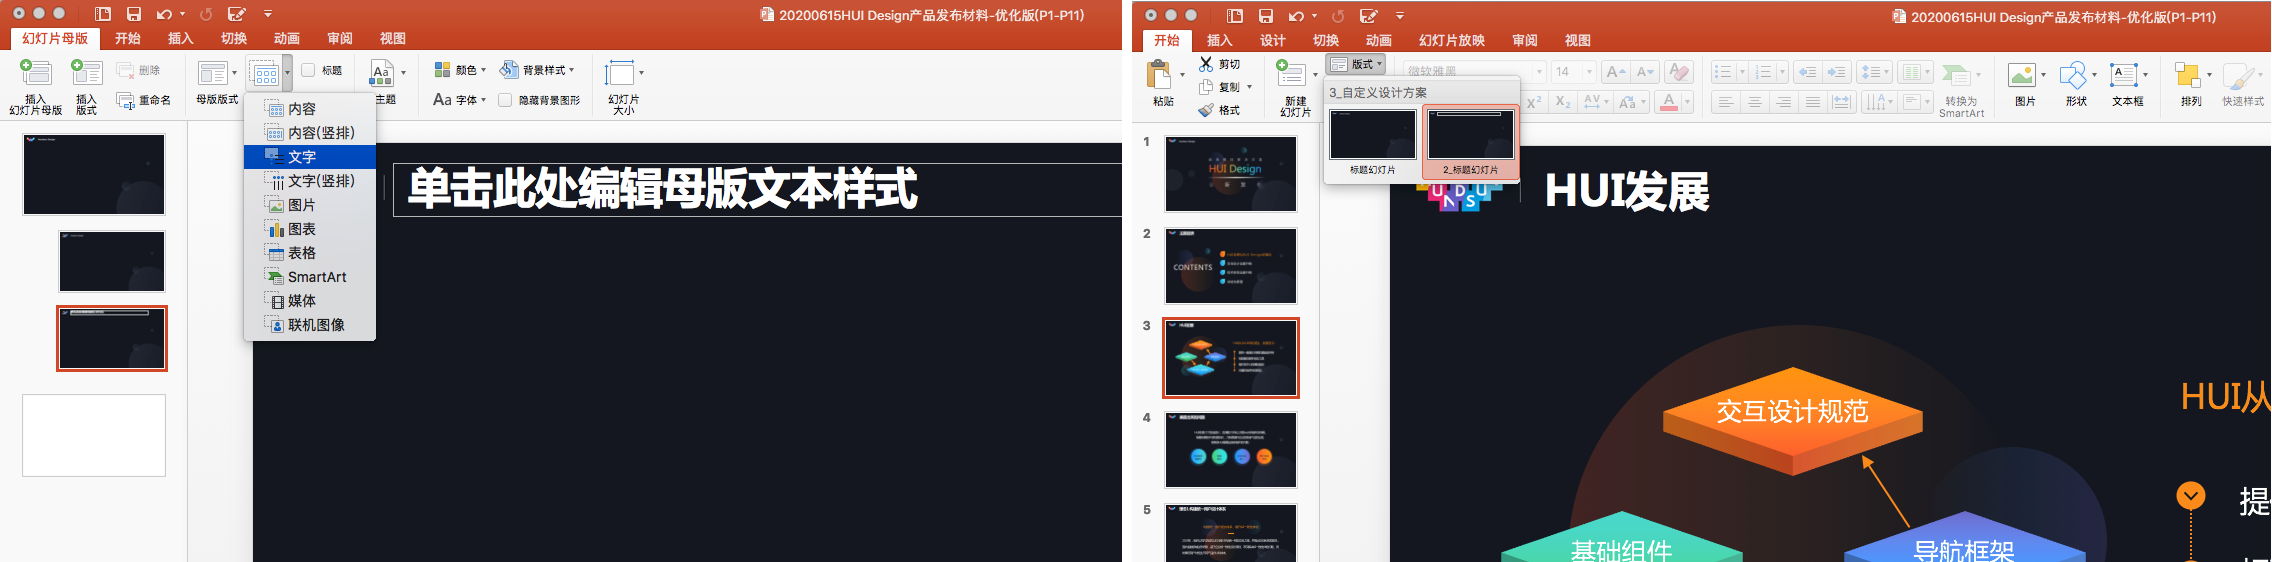 20200615HUI Design产品发布材料-优化版(P1-P11)
幻灯片母版 开始 插入 切换 动画 审阅 视图
插入
幻灯片母版
插入
版式
删除
重命名
母版版式
标题
主题
颜色
字体
背景样式
隐藏背景图形
幻灯片
大小
内容
内容(竖排)
文字
文字(竖排)
图片
图表
表格
SmartArt
媒体
联机图像
单击此处编辑母版文本样式
20200615HUI Design产品发布材料-优化版(P1-P11)
开始 插入 设计 切换 动画 幻灯片放映 审阅 视图
粘贴
剪切
复制
格式
新建
幻灯片
版式
微软雅黑
14
转换为
SmartArt
图片
形状
文本框
排列
快速样式
3_自定义设计方案
标题幻灯片
2_标题幻灯片
1
HUI Design
2
CONTENTS
3
HUI发展
4
5
UNDUS
HUI发展
交互设计规范
基础组件
导航框架
HUI从
提